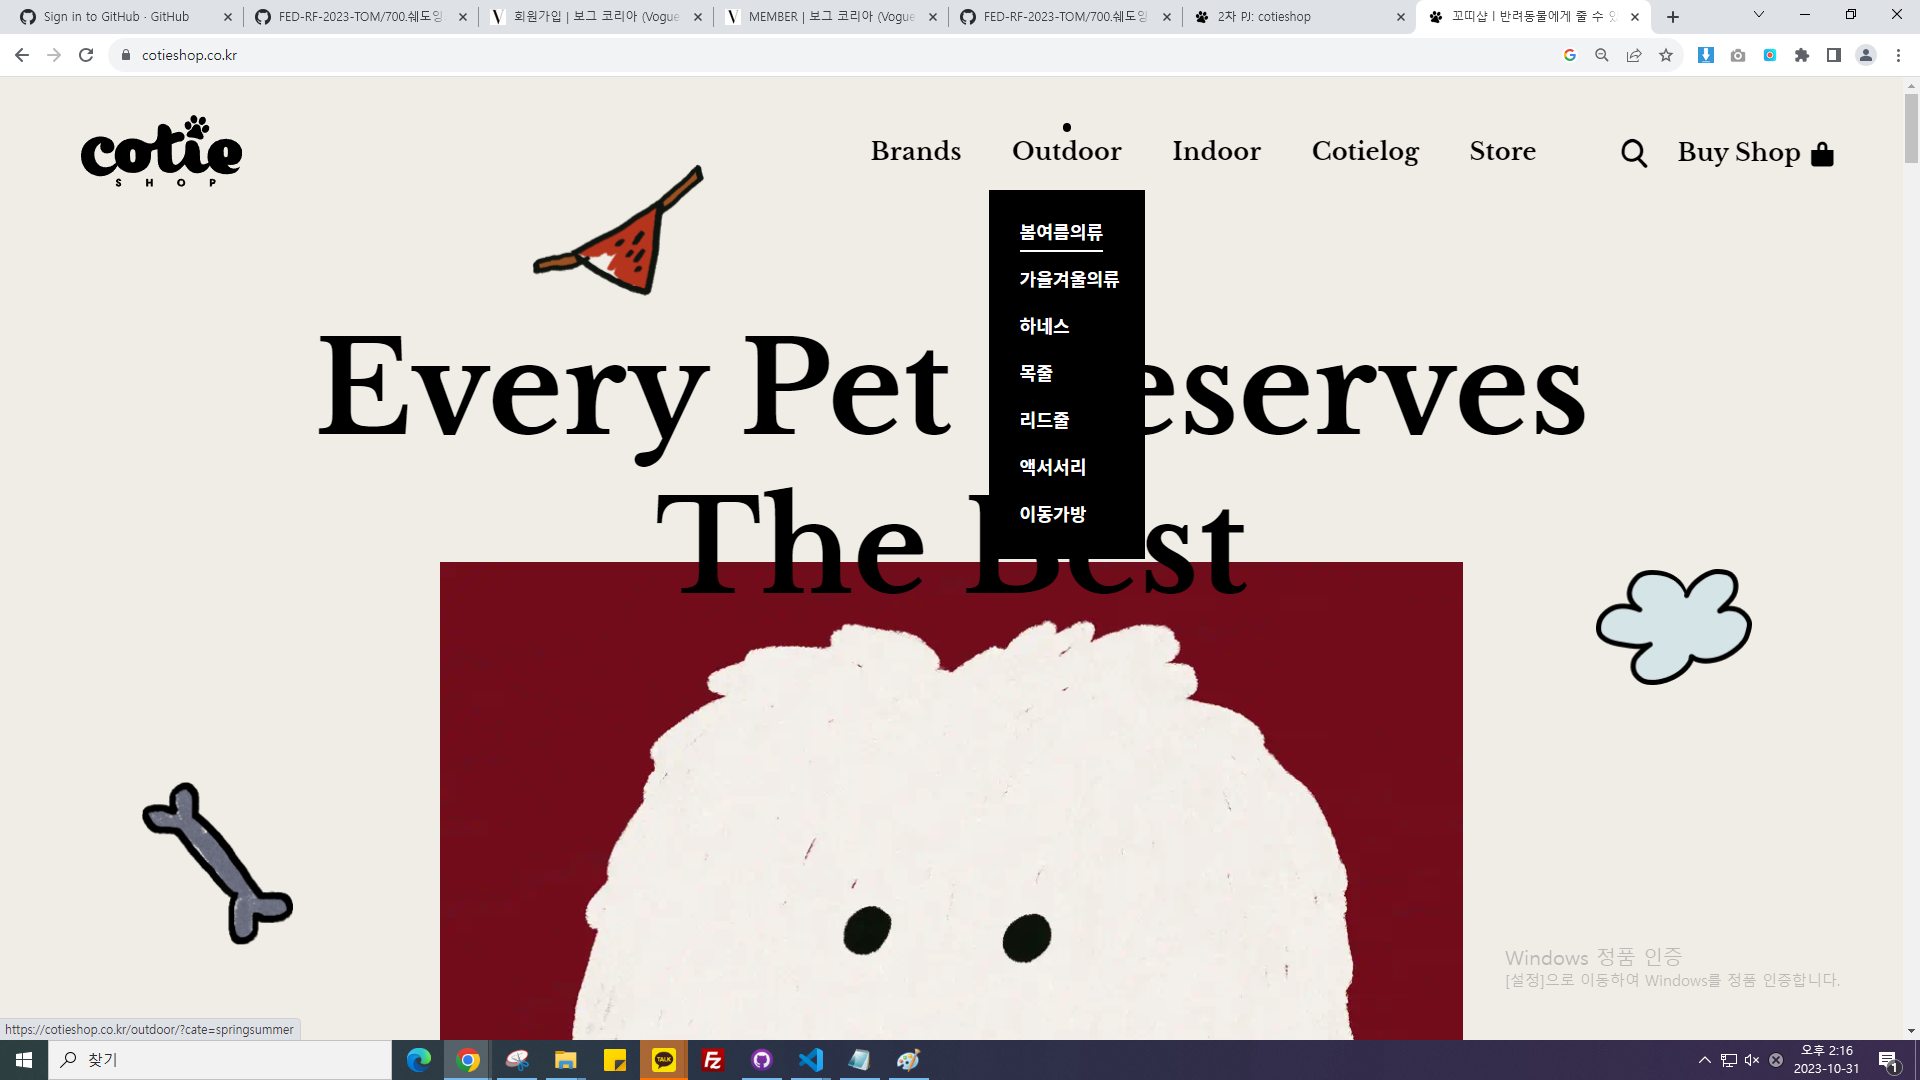 Sign in to GitHub · GitHub
FED-RF-2023-TOM/700.쉐도잉
회원가입 | 보그 코리아 (Vogue
MEMBER | 보그 코리아 (Vogue
FED-RF-2023-TOM/700.쉐도잉
2차 PJ: cotieshop
꼬띠샵ㅣ반려동물에게 줄 수 있
cotieshop.co.kr
cotie
SHOP
Brands
Outdoor
Indoor
Cotielog
Store
Buy Shop
봄여름의류
가을겨울의류
하네스
목줄
리드줄
액서서리
이동가방
Every Pet eserves
The Best
Windows 정품 인증
[설정]으로 이동하여 Windows를 정품 인증합니다.
https://cotieshop.co.kr/outdoor/?cate=springsummer
찾기
TALK
오후 2:16
2023-10-31
1